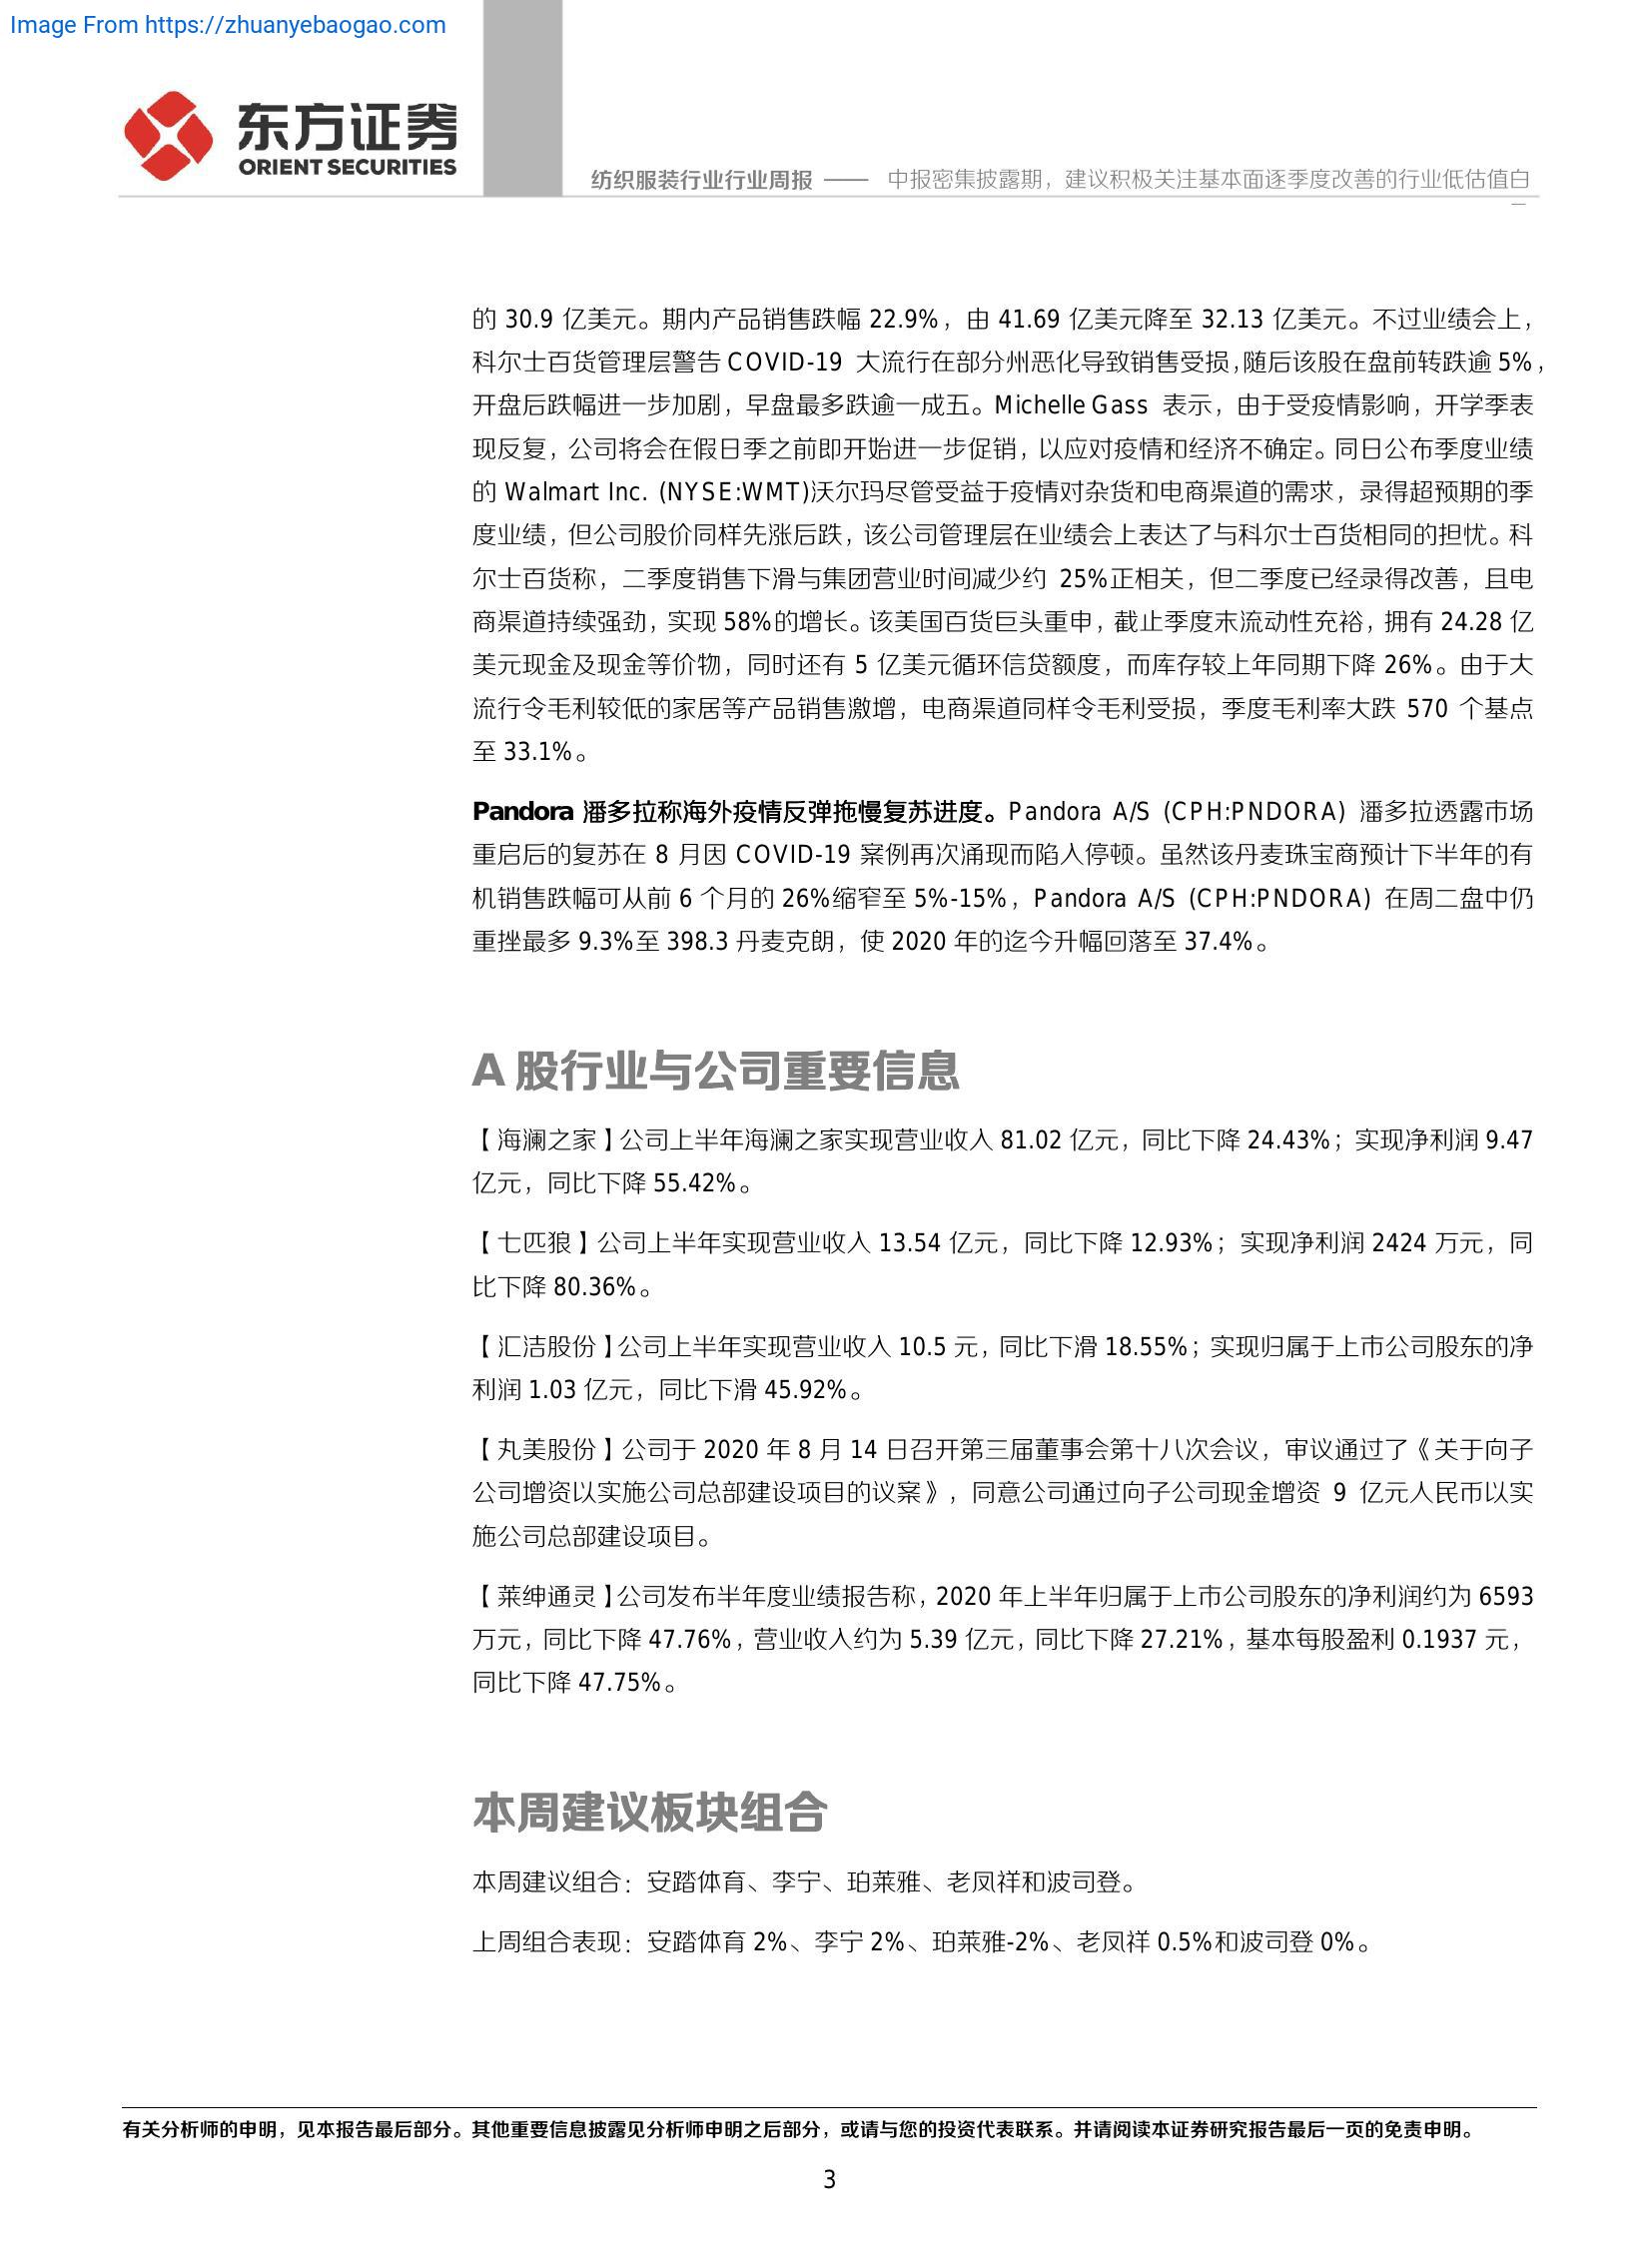 Image From https://zhuanyebaogao.com
东方证券
ORIENT SECURITIES
纺织服装行业行业周报 —— 中报密集披露期，建议积极关注基本面逐季度改善的行业低估值白
的 30.9 亿美元。期内产品销售跌幅 22.9%，由 41.69 亿美元降至 32.13 亿美元。不过业绩会上，
科尔士百货管理层警告 COVID-19 大流行在部分州恶化导致销售受损，随后该股在盘前转跌逾 5%，
开盘后跌幅进一步加剧，早盘最多跌逾一成五。Michelle Gass 表示，由于受疫情影响，开学季表
现反复，公司将会在假日季之前即开始进一步促销，以应对疫情和经济不确定。同日公布季度业绩
的 Walmart Inc. (NYSE:WMT)沃尔玛尽管受益于疫情对杂货和电商渠道的需求，录得超预期的季
度业绩，但公司股价同样先涨后跌，该公司管理层在业绩会上表达了与科尔士百货相同的担忧。科
尔士百货称，二季度销售下滑与集团营业时间减少约 25%正相关，但二季度已经录得改善，且电
商渠道持续强劲，实现 58%的增长。该美国百货巨头重申，截止季度末流动性充裕，拥有 24.28 亿
美元现金及现金等价物，同时还有 5 亿美元循环信贷额度，而库存较上年同期下降 26%。由于大
流行令毛利较低的家居等产品销售激增，电商渠道同样令毛利受损，季度毛利率大跌 570 个基点
至 33.1%。
Pandora 潘多拉称海外疫情反弹拖慢复苏进度。Pandora A/S (CPH:PNDORA) 潘多拉透露市场
重启后的复苏在 8 月因 COVID-19 案例再次涌现而陷入停顿。虽然该丹麦珠宝商预计下半年的有
机销售跌幅可从前 6 个月的 26%缩窄至 5%-15%，Pandora A/S (CPH:PNDORA) 在周二盘中仍
重挫最多 9.3%至 398.3 丹麦克朗，使 2020 年的迄今升幅回落至 37.4%。
A 股行业与公司重要信息
【海澜之家】公司上半年海澜之家实现营业收入 81.02 亿元，同比下降 24.43%；实现净利润 9.47
亿元，同比下降 55.42%。
【七匹狼】公司上半年实现营业收入 13.54 亿元，同比下降 12.93%；实现净利润 2424 万元，同
比下降 80.36%。
【汇洁股份】公司上半年实现营业收入 10.5 元，同比下滑 18.55%；实现归属于上市公司股东的净
利润 1.03 亿元，同比下滑 45.92%。
【丸美股份】公司于 2020 年 8 月 14 日召开第三届董事会第十八次会议，审议通过了《关于向子
公司增资以实施公司总部建设项目的议案》，同意公司通过向子公司现金增资 9 亿元人民币以实
施公司总部建设项目。
【莱绅通灵】公司发布半年度业绩报告称，2020 年上半年归属于上市公司股东的净利润约为 6593
万元，同比下降 47.76%，营业收入约为 5.39 亿元，同比下降 27.21%，基本每股盈利 0.1937 元，
同比下降 47.75%。
本周建议板块组合
本周建议组合：安踏体育、李宁、珀莱雅、老凤祥和波司登。
上周组合表现：安踏体育 2%、李宁 2%、珀莱雅-2%、老凤祥 0.5%和波司登 0%。
有关分析师的申明，见本报告最后部分。其他重要信息披露见分析师申明之后部分，或请与您的投资代表联系。并请阅读本证券研究报告最后一页的免责申明。
3